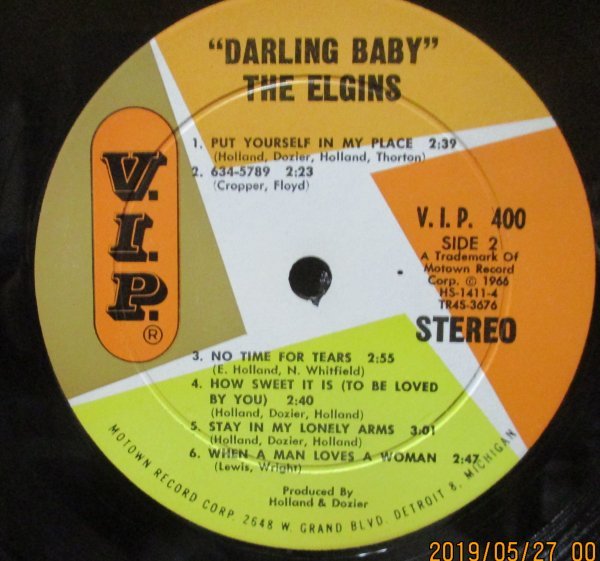 "DARLING BABY"
THE ELGINS
V.I.P.
®
1. PUT YOURSELF IN MY PLACE 2:39
(Holland, Dozier, Holland, Thorton)
2. 634-5789 2:23
(Cropper, Floyd)
V. I. P. 400
SIDE 2
A Trademark Of
Motown Record
Corp. © 1966
HS-1411-4
TR4S-3676
STEREO
3. NO TIME FOR TEARS 2:55
(E. Holland, N. Whitfield)
4. HOW SWEET IT IS (TO BE LOVED
BY YOU) 2:40
(Holland, Dozier, Holland)
5. STAY IN MY LONELY ARMS 3:01
(Holland, Dozier, Holland)
6. WHEN A MAN LOVES A WOMAN 2:47
(Lewis, Wright)
Produced By
Holland & Dozier
MOTOWN RECORD CORP. 2648 W. GRAND BLVD. DETROIT 8, MICHIGAN
2019/05/27 00